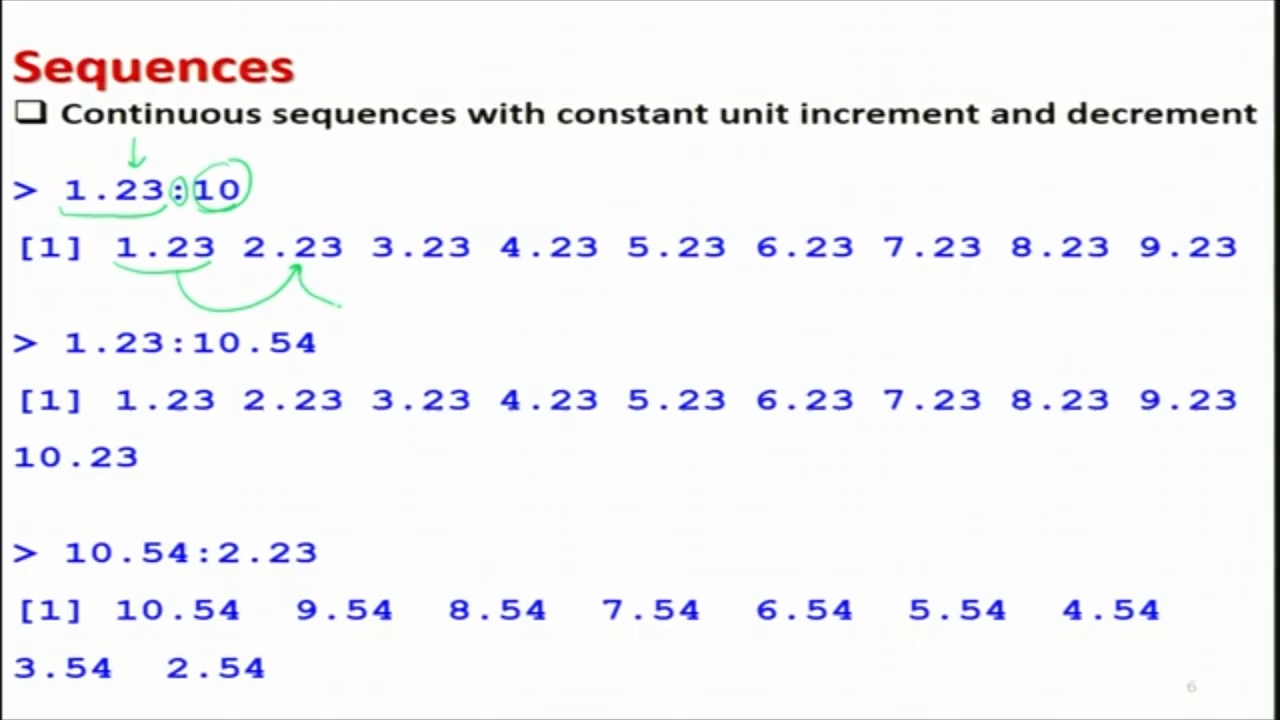 Sequences
❑ Continuous sequences with constant unit increment and decrement
> 1.23:10
[1] 1.23 2.23 3.23 4.23 5.23 6.23 7.23 8.23 9.23
> 1.23:10.54
[1] 1.23 2.23 3.23 4.23 5.23 6.23 7.23 8.23 9.23
10.23
> 10.54:2.23
[1] 10.54 9.54 8.54 7.54 6.54 5.54 4.54
3.54 2.54
6